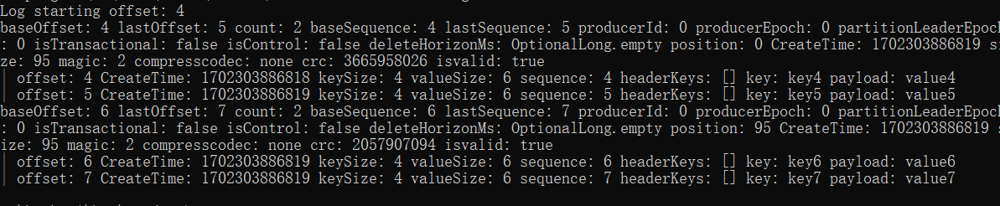 Log starting offset: 4
baseOffset: 4 lastOffset: 5 count: 2 baseSequence: 4 lastSequence: 5 producerId: 0 producerEpoch: 0 partitionLeaderEpoc
: 0 isTransactional: false isControl: false deleteHorizonMs: OptionalLong.empty position: 0 CreateTime: 1702303886819 s
ze: 95 magic: 2 compresscodec: none crc: 3665958026 isvalid: true
| offset: 4 CreateTime: 1702303886818 keySize: 4 valueSize: 6 sequence: 4 headerKeys: [] key: key4 payload: value4
| offset: 5 CreateTime: 1702303886819 keySize: 4 valueSize: 6 sequence: 5 headerKeys: [] key: key5 payload: value5
baseOffset: 6 lastOffset: 7 count: 2 baseSequence: 6 lastSequence: 7 producerId: 0 producerEpoch: 0 partitionLeaderEpoc
: 0 isTransactional: false isControl: false deleteHorizonMs: OptionalLong.empty position: 95 CreateTime: 1702303886819 s
ize: 95 magic: 2 compresscodec: none crc: 2057907094 isvalid: true
| offset: 6 CreateTime: 1702303886819 keySize: 4 valueSize: 6 sequence: 6 headerKeys: [] key: key6 payload: value6
| offset: 7 CreateTime: 1702303886819 keySize: 4 valueSize: 6 sequence: 7 headerKeys: [] key: key7 payload: value7